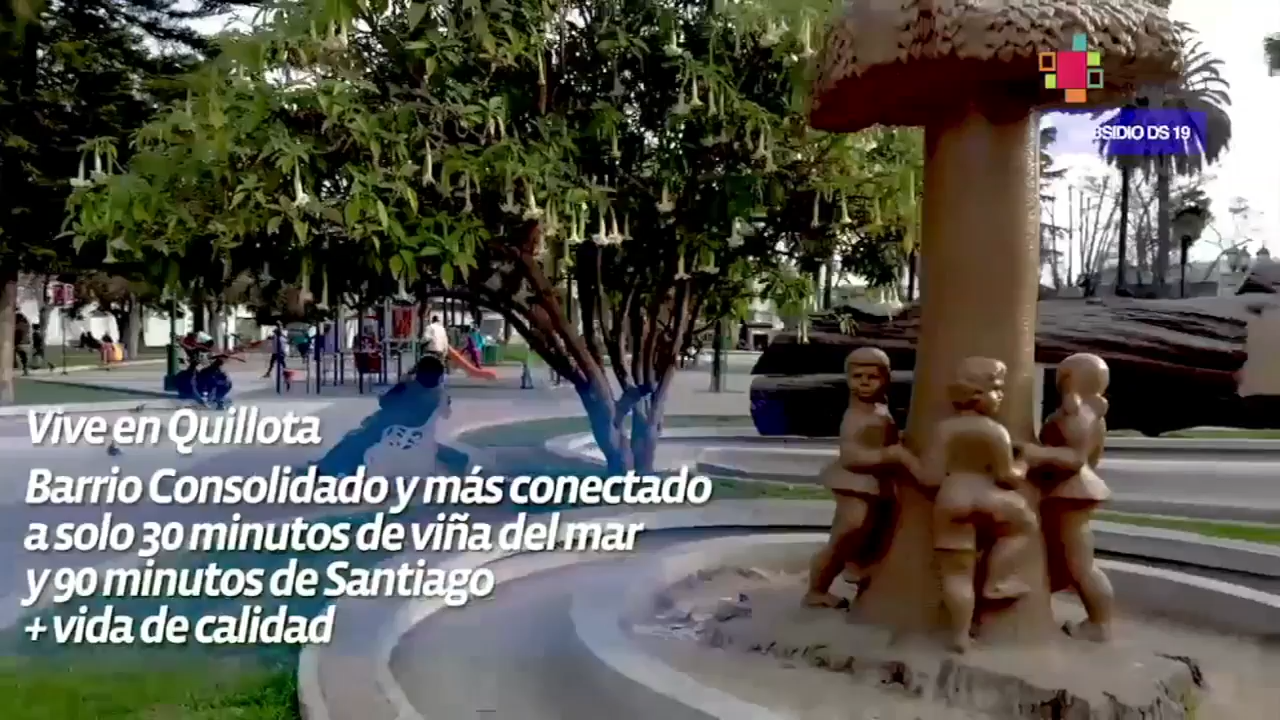 DS 19
Vive en Quillota
Barrio Consolidado y más conectado
a solo 30 minutos de viña del mar
y 90 minutos de Santiago
+ vida de calidad